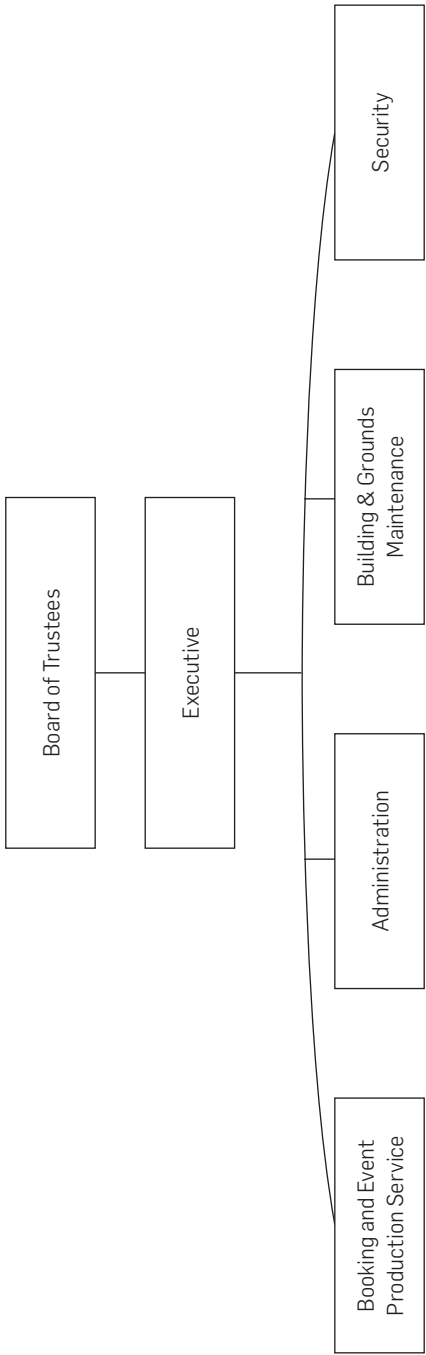 Board of Trustees
Executive
Booking and Event
Production Service
Administration
Building & Grounds
Maintenance
Security